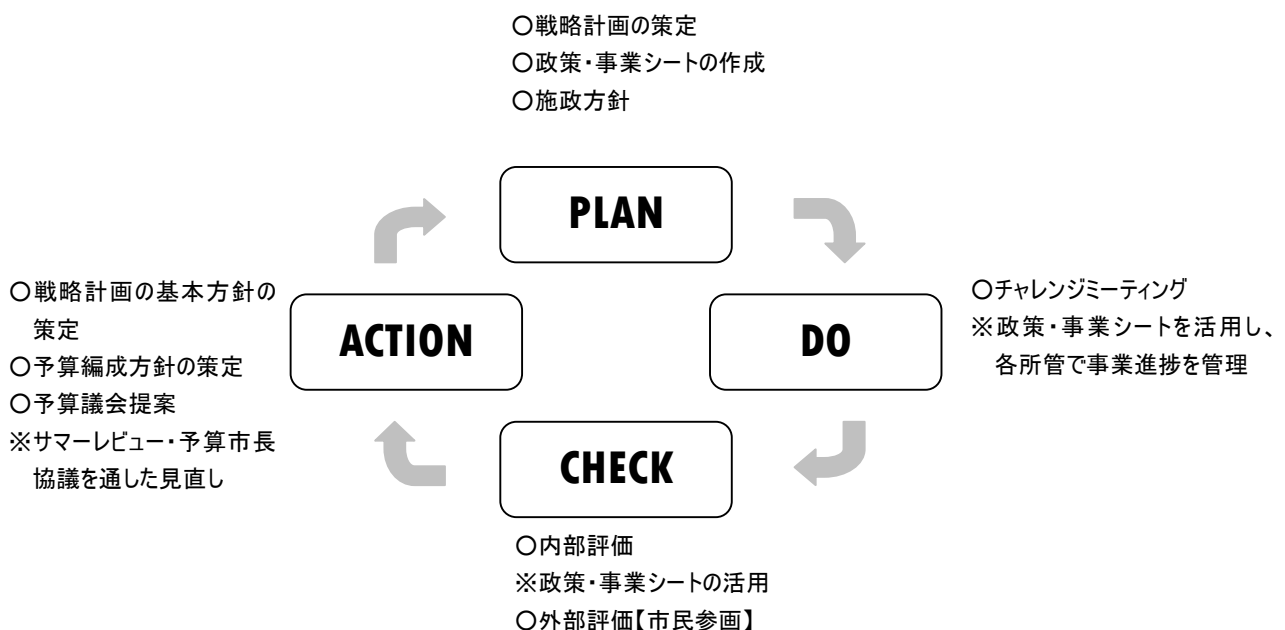 ○戦略計画の策定
○政策・事業シートの作成
○施政方針
PLAN
○戦略計画の基本方針の
策定
○予算編成方針の策定
○予算議会提案
※サマーレビュー・予算市長
協議を通した見直し
ACTION
DO
○チャレンジミーティング
※政策・事業シートを活用し、
各所管で事業進捗を管理
CHECK
○内部評価
※政策・事業シートの活用
○外部評価【市民参画】